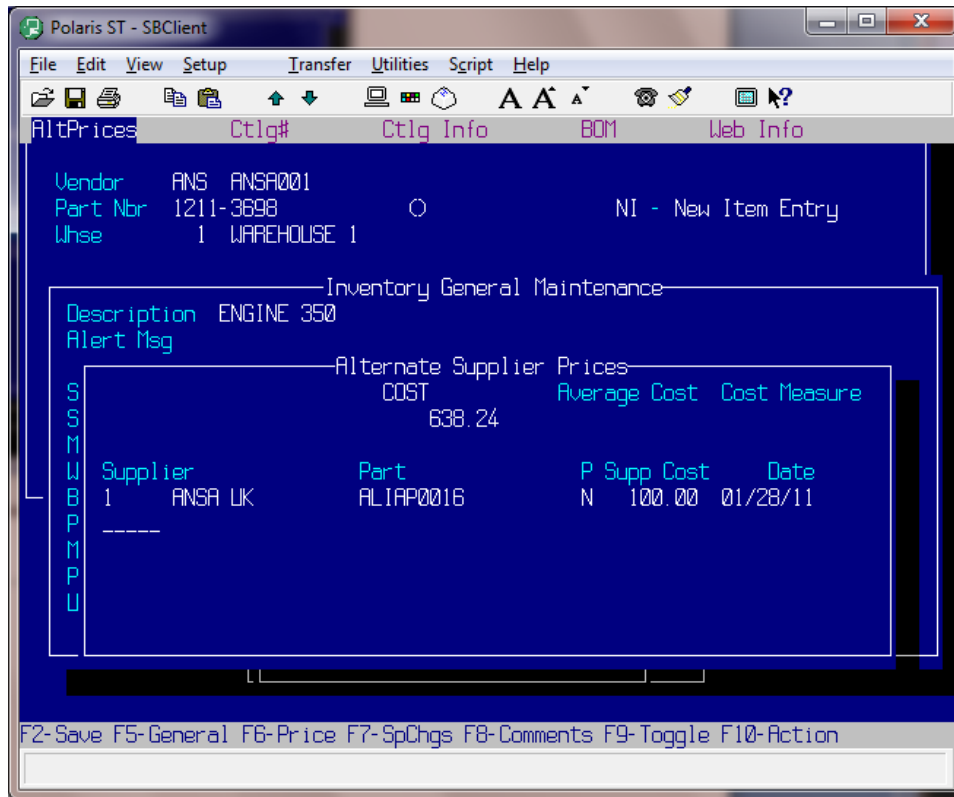 Polaris ST - SBClient
File Edit View Setup Transfer Utilities Script Help
A A A
AltPrices Ctlg# Ctlg Info BOM Web Info
Vendor ANS ANSA001
Part Nbr 1211-3698 () NI - New Item Entry
Whse 1 WAREHOUSE 1
Inventory General Maintenance
Description ENGINE 350
Alert Msg
Alternate Supplier Prices
S COST Average Cost Cost Measure
S 638.24
M
W Supplier Part P Supp Cost Date
B 1 ANSA UK ALIAP0016 N 100.00 01/28/11
P _____
M
P
U
F2-Save F5-General F6-Price F7-SpChgs F8-Comments F9-Toggle F10-Action